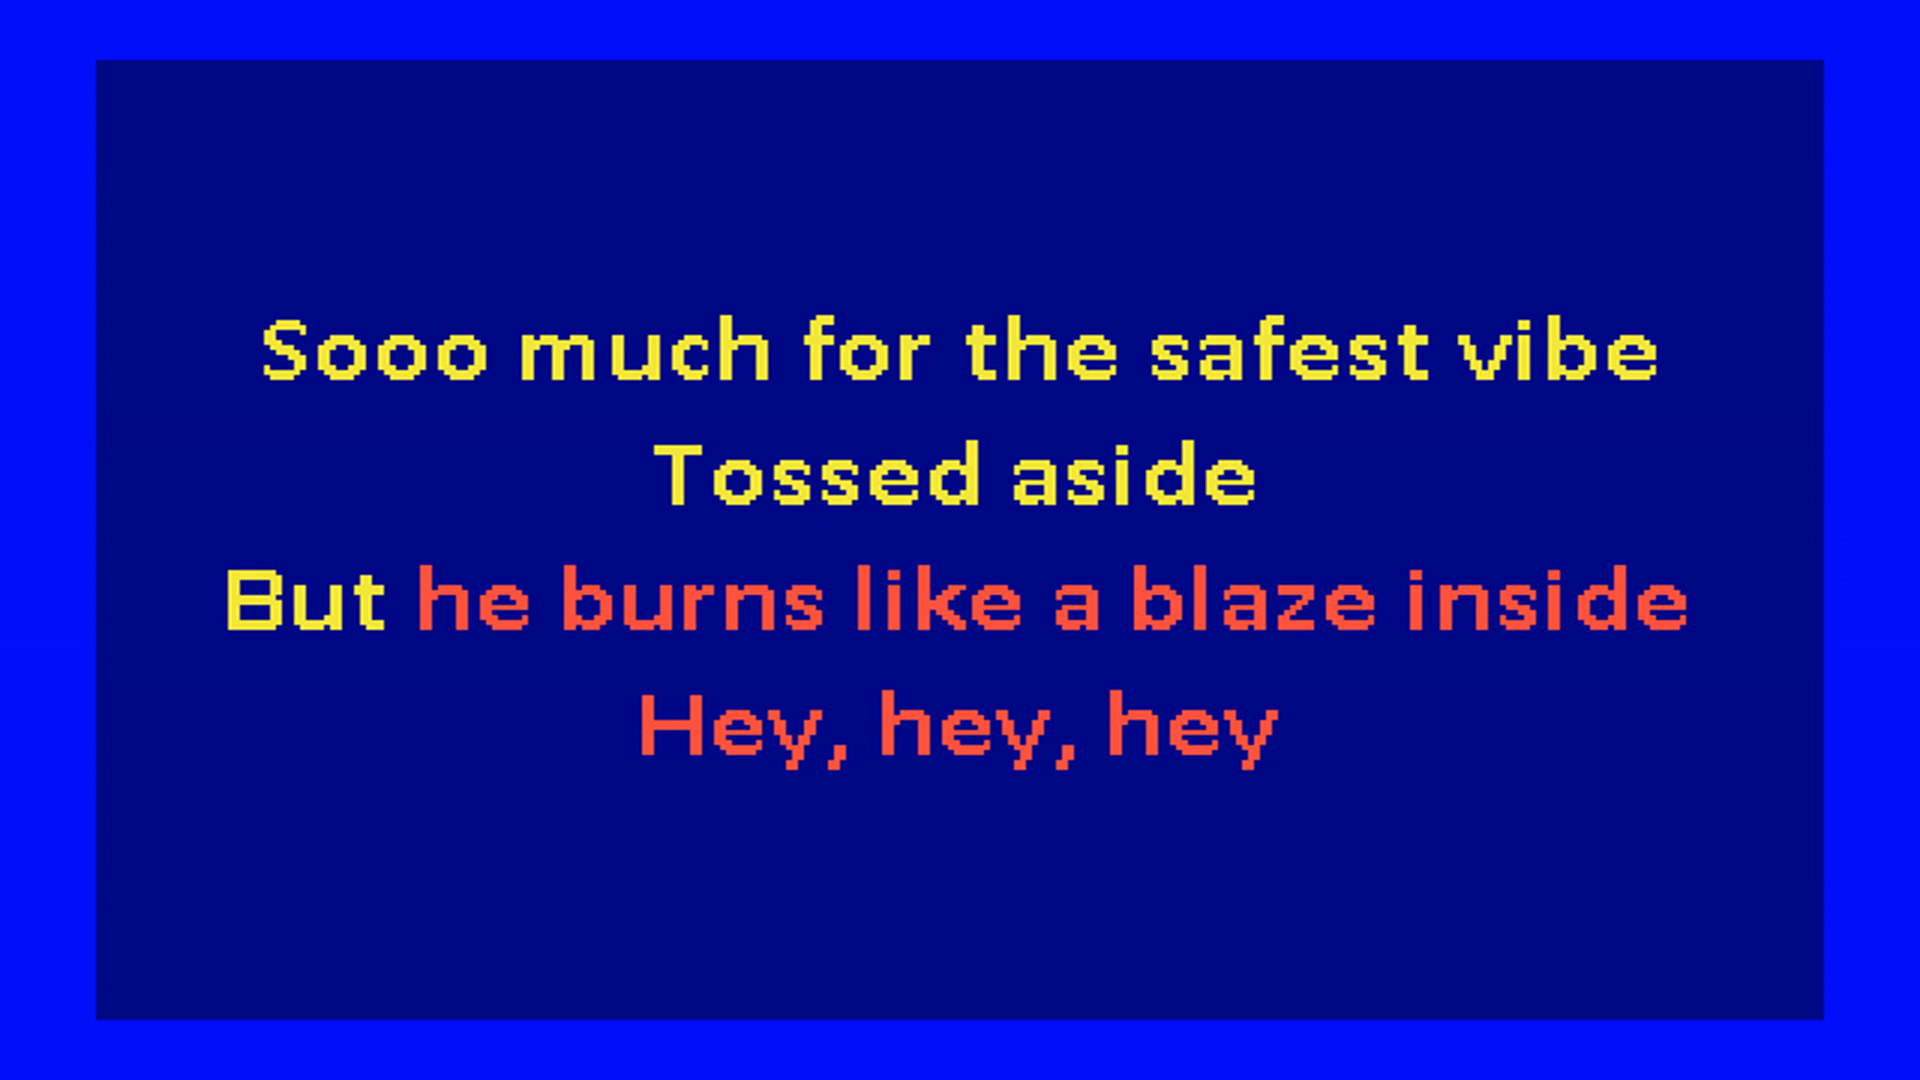 Sooo much for the safest vibe
Tossed aside
But he burns like a blaze inside
Hey, hey, hey